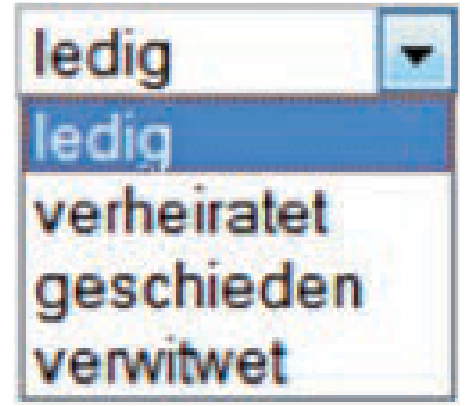 ledig
ledig
verheiratet
geschieden
verwitwet